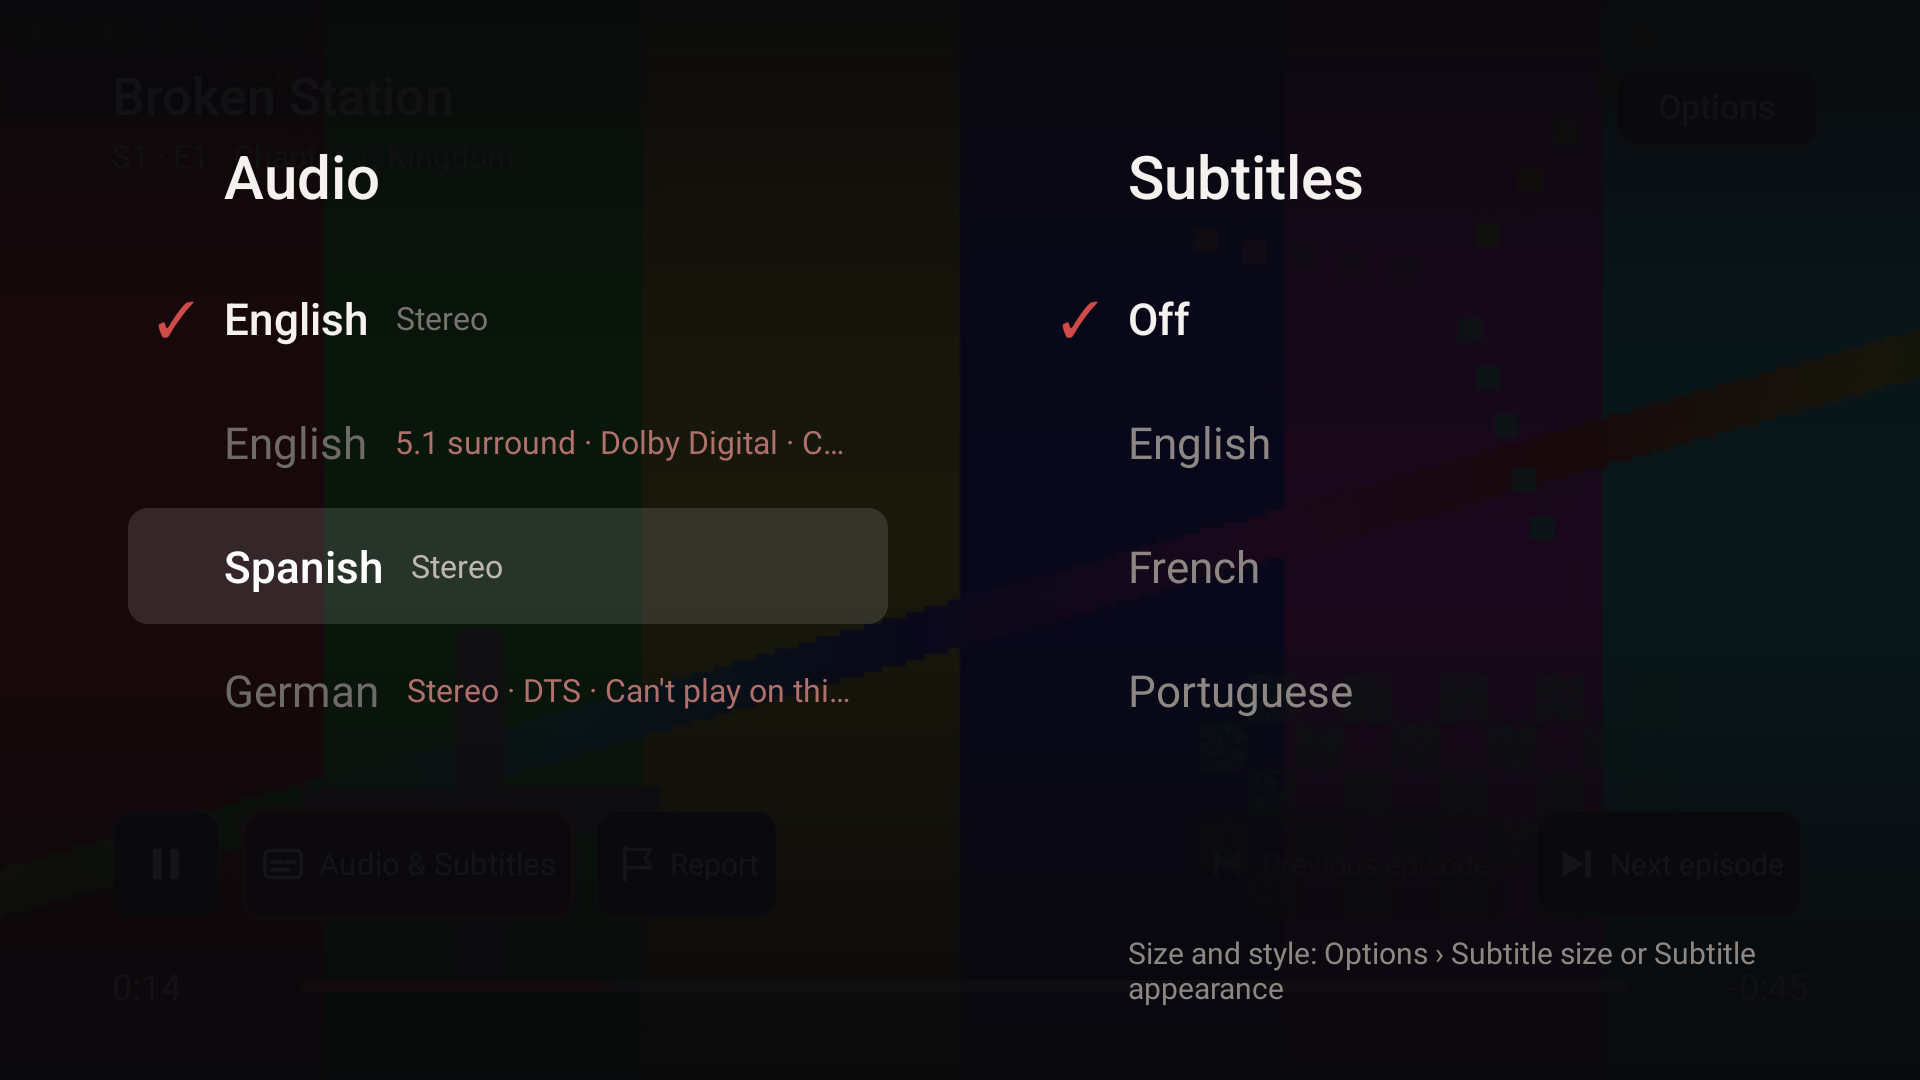 Broken Station
Options
S1 · E1
Kingdom
Audio
Subtitles
✓ English Stereo
✓ Off
English 5.1 surround · Dolby Digital · C...
English
Spanish Stereo
French
German Stereo · DTS · Can't play on thi...
Portuguese
Audio & Subtitles
Report
Previous episode
Next episode
Size and style: Options › Subtitle size or Subtitle
appearance
0:14
-0:45